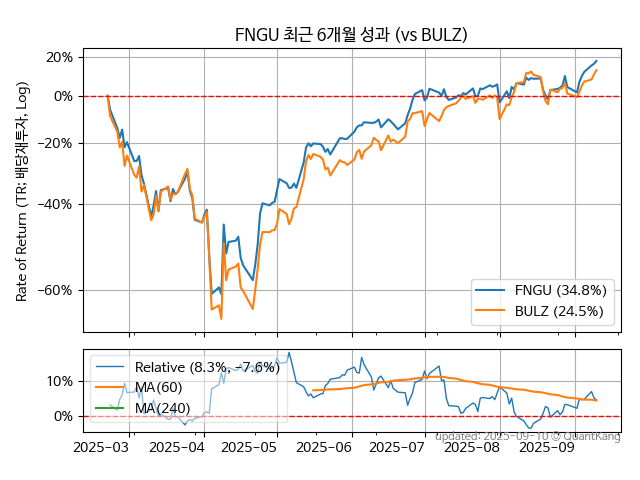 FNGU 최근 6개월 성과 (vs BULZ)
Rate of Return (TR: 배당재투자, Log)
20%
0%
−20%
−40%
−60%
FNGU (34.8%)
BULZ (24.5%)
10%
0%
Relative (8.3%, −7.6%)
MA(60)
MA(240)
2025-03
2025-04
2025-05
2025-06
2025-07
2025-08
2025-09
updated: 2025-09-10 © QuantKang